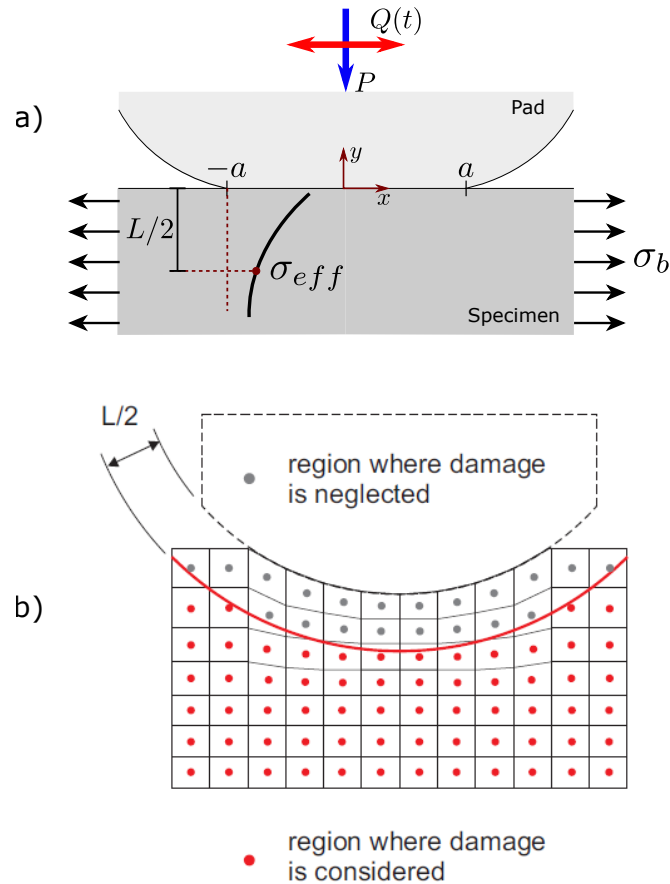 Q(t)
P
Pad
a)
y
−a
a
x
L/2
σ_eff
σ_b
Specimen
L/2
region where damage
is neglected
b)
region where damage
is considered